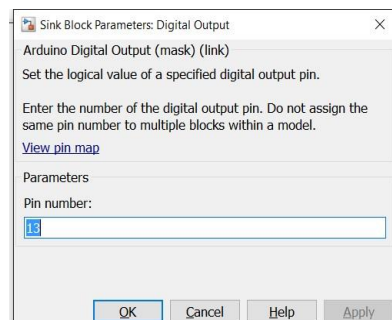 Sink Block Parameters: Digital Output
Arduino Digital Output (mask) (link)
Set the logical value of a specified digital output pin.
Enter the number of the digital output pin. Do not assign the
same pin number to multiple blocks within a model.
View pin map
Parameters
Pin number:
13
OK Cancel Help Apply